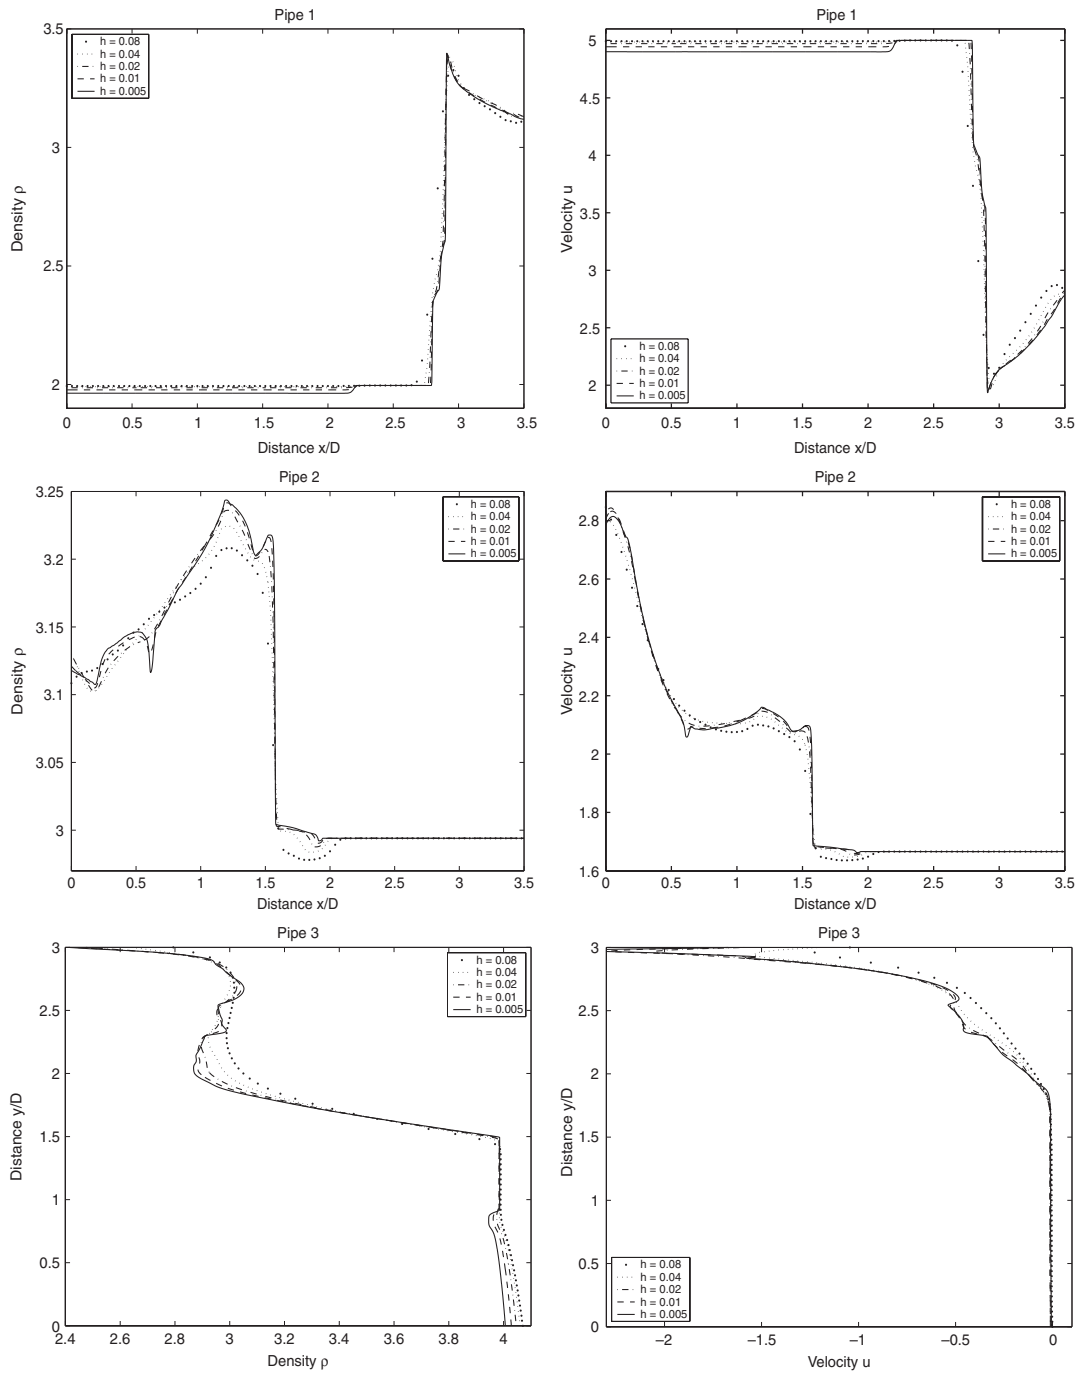 Pipe 1
3.5
3
2.5
2
Density ρ
h = 0.08
h = 0.04
h = 0.02
h = 0.01
h = 0.005
0 0.5 1 1.5 2 2.5 3 3.5
Distance x/D
Pipe 1
5
4.5
4
3.5
3
2.5
2
Velocity u
h = 0.08
h = 0.04
h = 0.02
h = 0.01
h = 0.005
0 0.5 1 1.5 2 2.5 3 3.5
Distance x/D
Pipe 2
3.25
3.2
3.15
3.1
3.05
3
Density ρ
h = 0.08
h = 0.04
h = 0.02
h = 0.01
h = 0.005
0 0.5 1 1.5 2 2.5 3 3.5
Distance x/D
Pipe 2
2.8
2.6
2.4
2.2
2
1.8
1.6
Velocity u
h = 0.08
h = 0.04
h = 0.02
h = 0.01
h = 0.005
0 0.5 1 1.5 2 2.5 3 3.5
Distance x/D
Pipe 3
3
2.5
2
1.5
1
0.5
0
Distance y/D
h = 0.08
h = 0.04
h = 0.02
h = 0.01
h = 0.005
2.4 2.6 2.8 3 3.2 3.4 3.6 3.8 4
Density ρ
Pipe 3
3
2.5
2
1.5
1
0.5
0
Distance y/D
h = 0.08
h = 0.04
h = 0.02
h = 0.01
h = 0.005
−2 −1.5 −1 −0.5 0
Velocity u